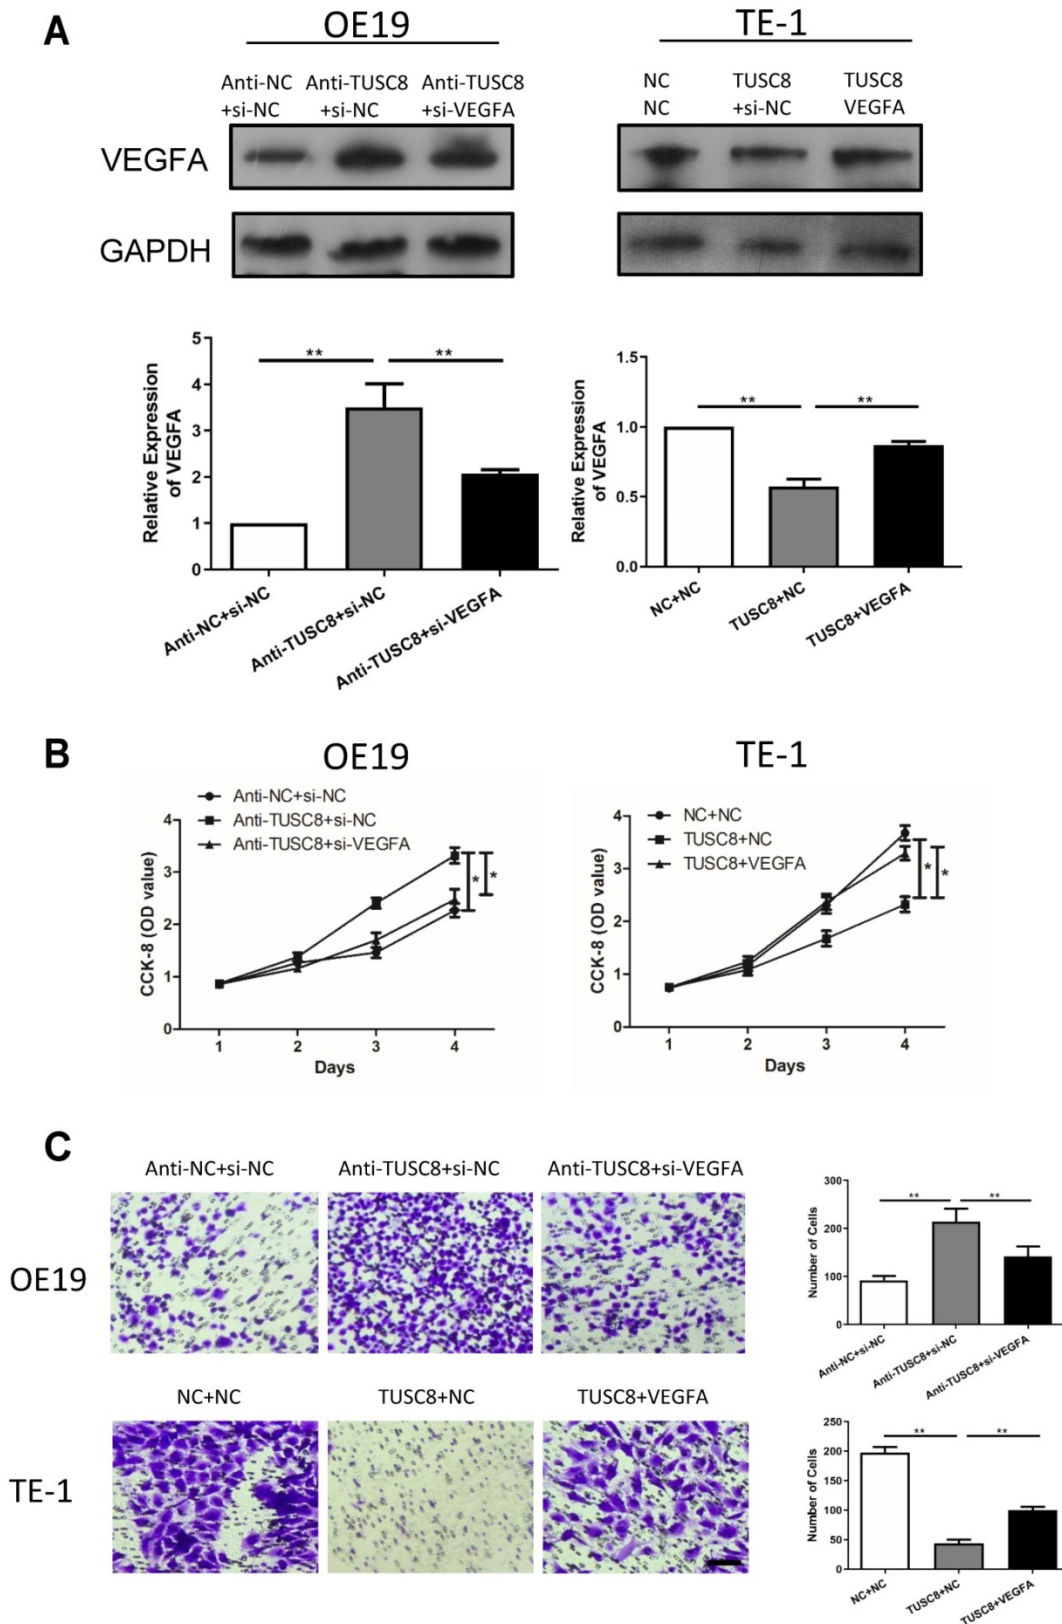 A
OE19
TE-1
Anti-NC Anti-TUSC8 Anti-TUSC8
+si-NC +si-NC +si-VEGFA
NC TUSC8 TUSC8
NC +si-NC VEGFA
VEGFA
GAPDH
Relative Expression
of VEGFA
5
4
3
2
1
0
** **
Anti-NC+si-NC
Anti-TUSC8+si-NC
Anti-TUSC8+si-VEGFA
Relative Expression
of VEGFA
1.5
1.0
0.5
0.0
** **
NC+NC
TUSC8+NC
TUSC8+VEGFA
B
OE19
Anti-NC+si-NC
Anti-TUSC8+si-NC
Anti-TUSC8+si-VEGFA
CCK-8 (OD value)
4
3
2
1
0
* *
1 2 3 4
Days
TE-1
NC+NC
TUSC8+NC
TUSC8+VEGFA
CCK-8 (OD value)
4
3
2
1
0
* *
1 2 3 4
Days
C
Anti-NC+si-NC Anti-TUSC8+si-NC Anti-TUSC8+si-VEGFA
OE19
Number of Cells
300
200
100
0
** **
Anti-NC+si-NC
Anti-TUSC8+si-NC
Anti-TUSC8+si-VEGFA
NC+NC TUSC8+NC TUSC8+VEGFA
TE-1
Number of Cells
250
200
150
100
50
0
** **
NC+NC
TUSC8+NC
TUSC8+VEGFA